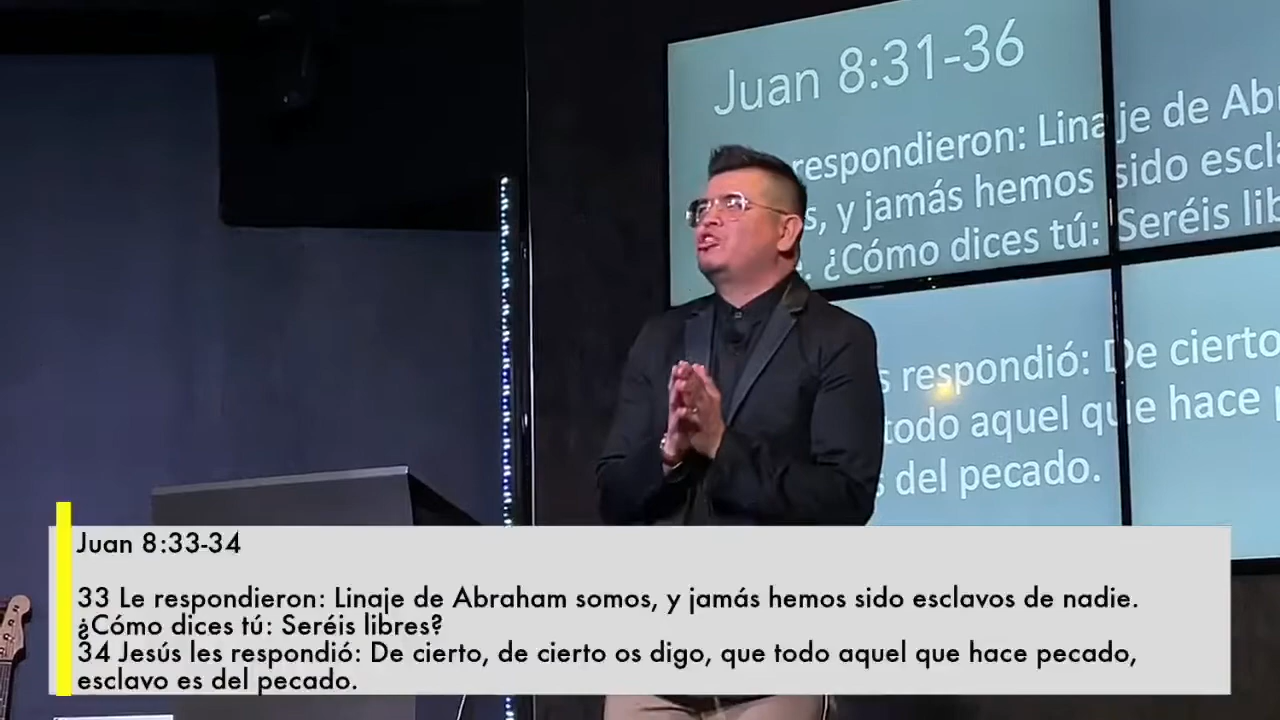 Juan 8:31-36
respondieron: Linaje de
s, y jamás hemos sido
. ¿Cómo dices tú: Seréis
respondió: De cierto
todo aquel que hace
s del pecado.
Juan 8:33-34
33 Le respondieron: Linaje de Abraham somos, y jamás hemos sido esclavos de nadie.
¿Cómo dices tú: Seréis libres?
34 Jesús les respondió: De cierto, de cierto os digo, que todo aquel que hace pecado,
esclavo es del pecado.